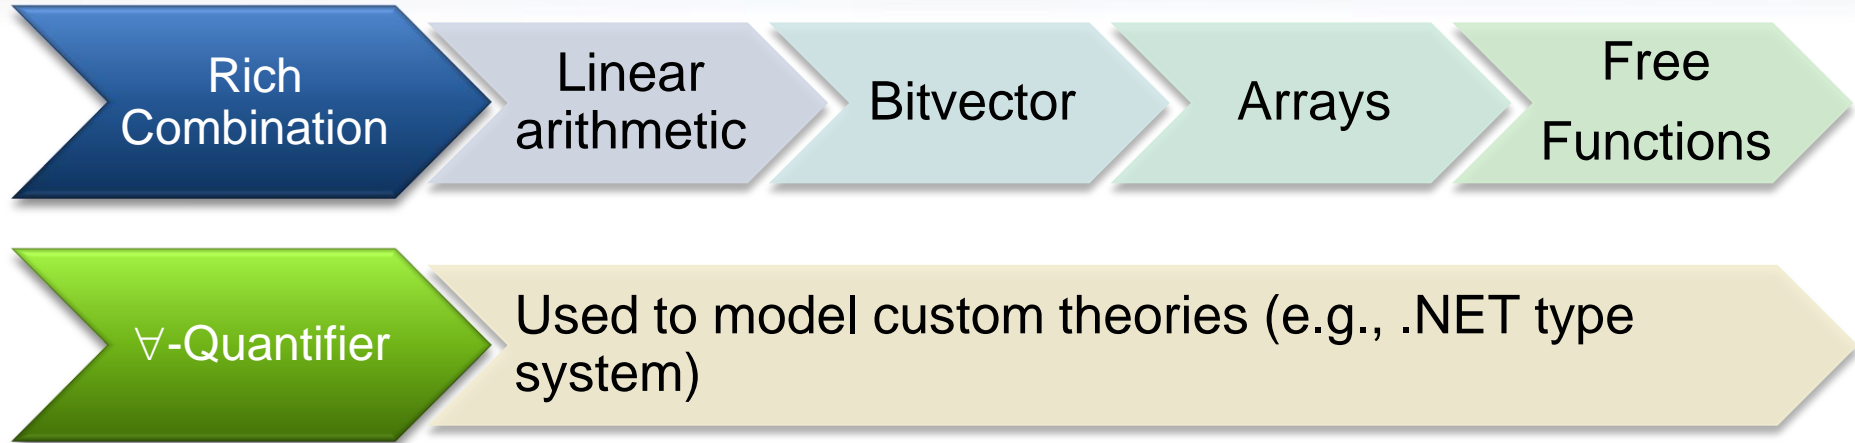 Rich
Combination
Linear
arithmetic
Bitvector
Arrays
Free
Functions
∀-Quantifier
Used to model custom theories (e.g., .NET type
system)